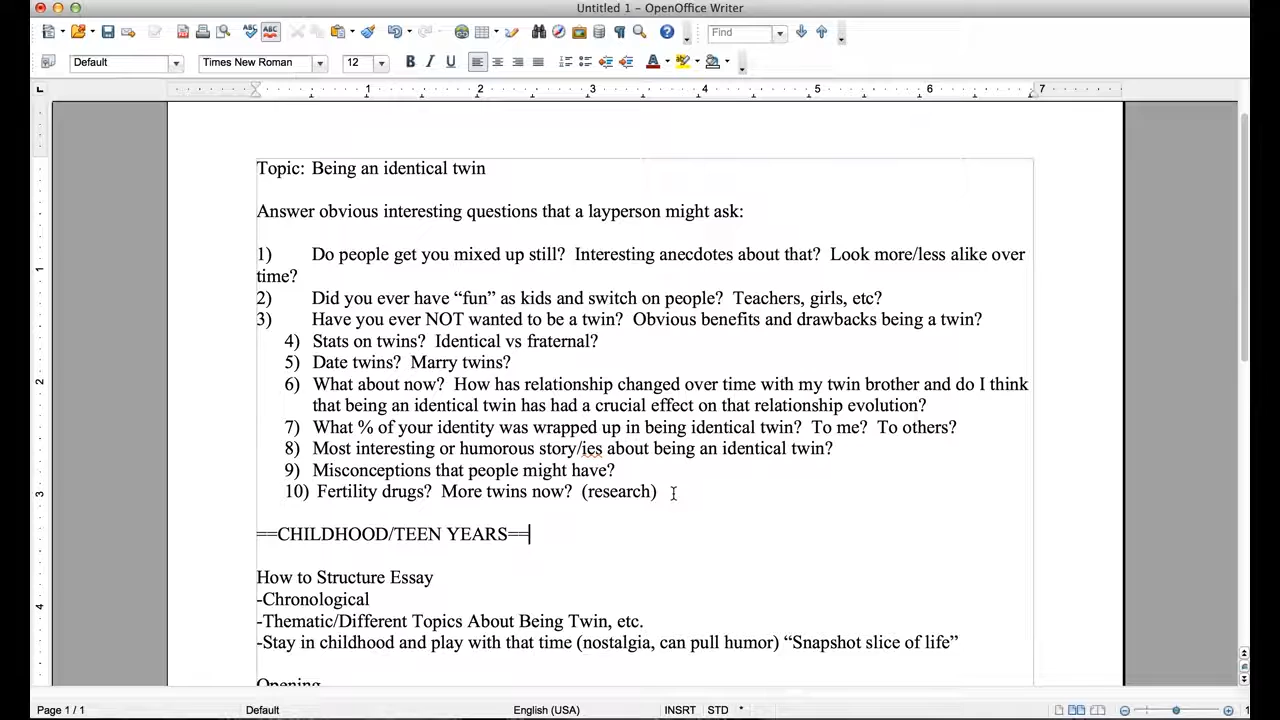 Untitled 1 - OpenOffice Writer
Find
Default
Times New Roman
12
1 2 3 4 5 6 7
Topic: Being an identical twin
Answer obvious interesting questions that a layperson might ask:
1) Do people get you mixed up still? Interesting anecdotes about that? Look more/less alike over
time?
2) Did you ever have “fun” as kids and switch on people? Teachers, girls, etc?
3) Have you ever NOT wanted to be a twin? Obvious benefits and drawbacks being a twin?
4) Stats on twins? Identical vs fraternal?
5) Date twins? Marry twins?
6) What about now? How has relationship changed over time with my twin brother and do I think
that being an identical twin has had a crucial effect on that relationship evolution?
7) What % of your identity was wrapped up in being identical twin? To me? To others?
8) Most interesting or humorous story/ies about being an identical twin?
9) Misconceptions that people might have?
10) Fertility drugs? More twins now? (research)
==CHILDHOOD/TEEN YEARS==
How to Structure Essay
-Chronological
-Thematic/Different Topics About Being Twin, etc.
-Stay in childhood and play with that time (nostalgia, can pull humor) “Snapshot slice of life”
Opening
Page 1 / 1
Default
English (USA)
INSRT
STD
*